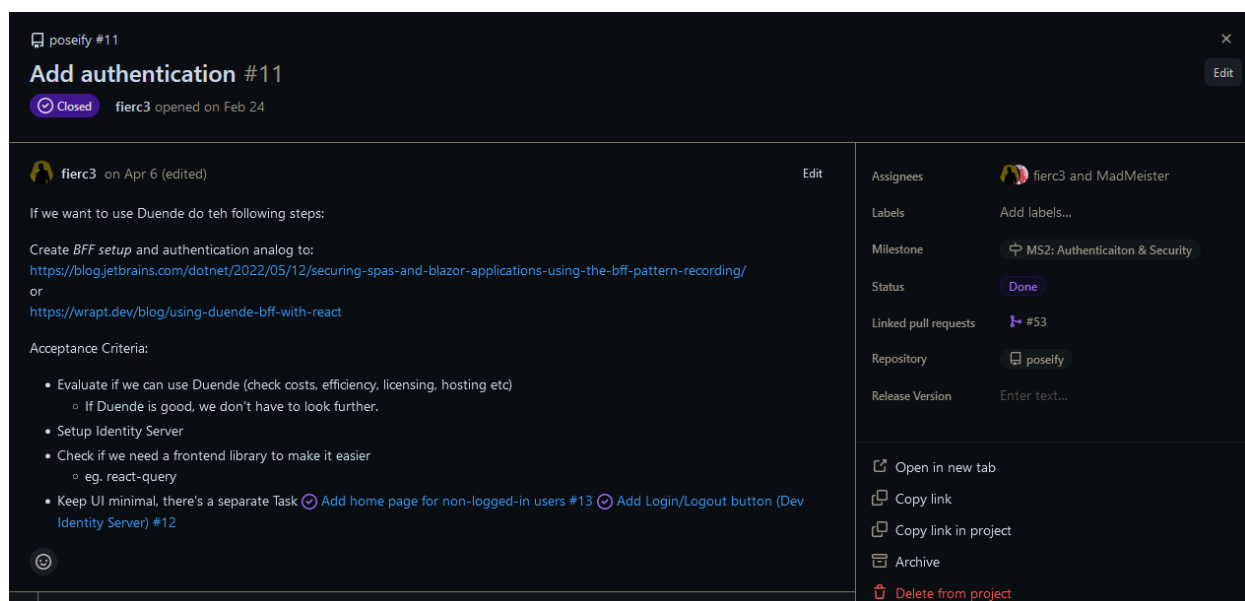 poseify #11
Add authentication #11
Edit
Closed fierc3 opened on Feb 24
fierc3 on Apr 6 (edited)
Edit
If we want to use Duende do teh following steps:
Create BFF setup and authentication analog to:
https://blog.jetbrains.com/dotnet/2022/05/12/securing-spas-and-blazor-applications-using-the-bff-pattern-recording/
or
https://wrapt.dev/blog/using-duende-bff-with-react
Acceptance Criteria:
• Evaluate if we can use Duende (check costs, efficiency, licensing, hosting etc)
◦ If Duende is good, we don't have to look further.
• Setup Identity Server
• Check if we need a frontend library to make it easier
◦ eg. react-query
• Keep UI minimal, there's a separate Task Add home page for non-logged-in users #13 Add Login/Logout button (Dev
Identity Server) #12
Assignees fierc3 and MadMeister
Labels Add labels...
Milestone MS2: Authenticaiton & Security
Status Done
Linked pull requests #53
Repository poseify
Release Version Enter text...
Open in new tab
Copy link
Copy link in project
Archive
Delete from project